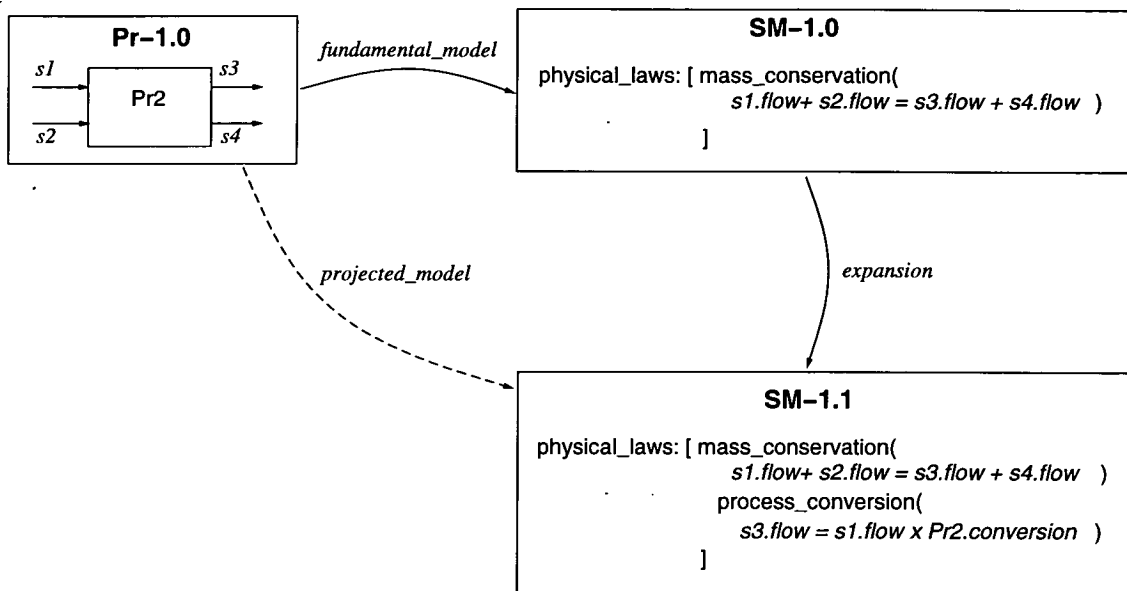 Pr–1.0
s1
s3
Pr2
s2
s4
fundamental_model
SM–1.0
physical_laws: [ mass_conservation(
s1.flow+ s2.flow = s3.flow + s4.flow )
]
projected_model
expansion
SM–1.1
physical_laws: [ mass_conservation(
s1.flow+ s2.flow = s3.flow + s4.flow )
process_conversion(
s3.flow = s1.flow x Pr2.conversion )
]